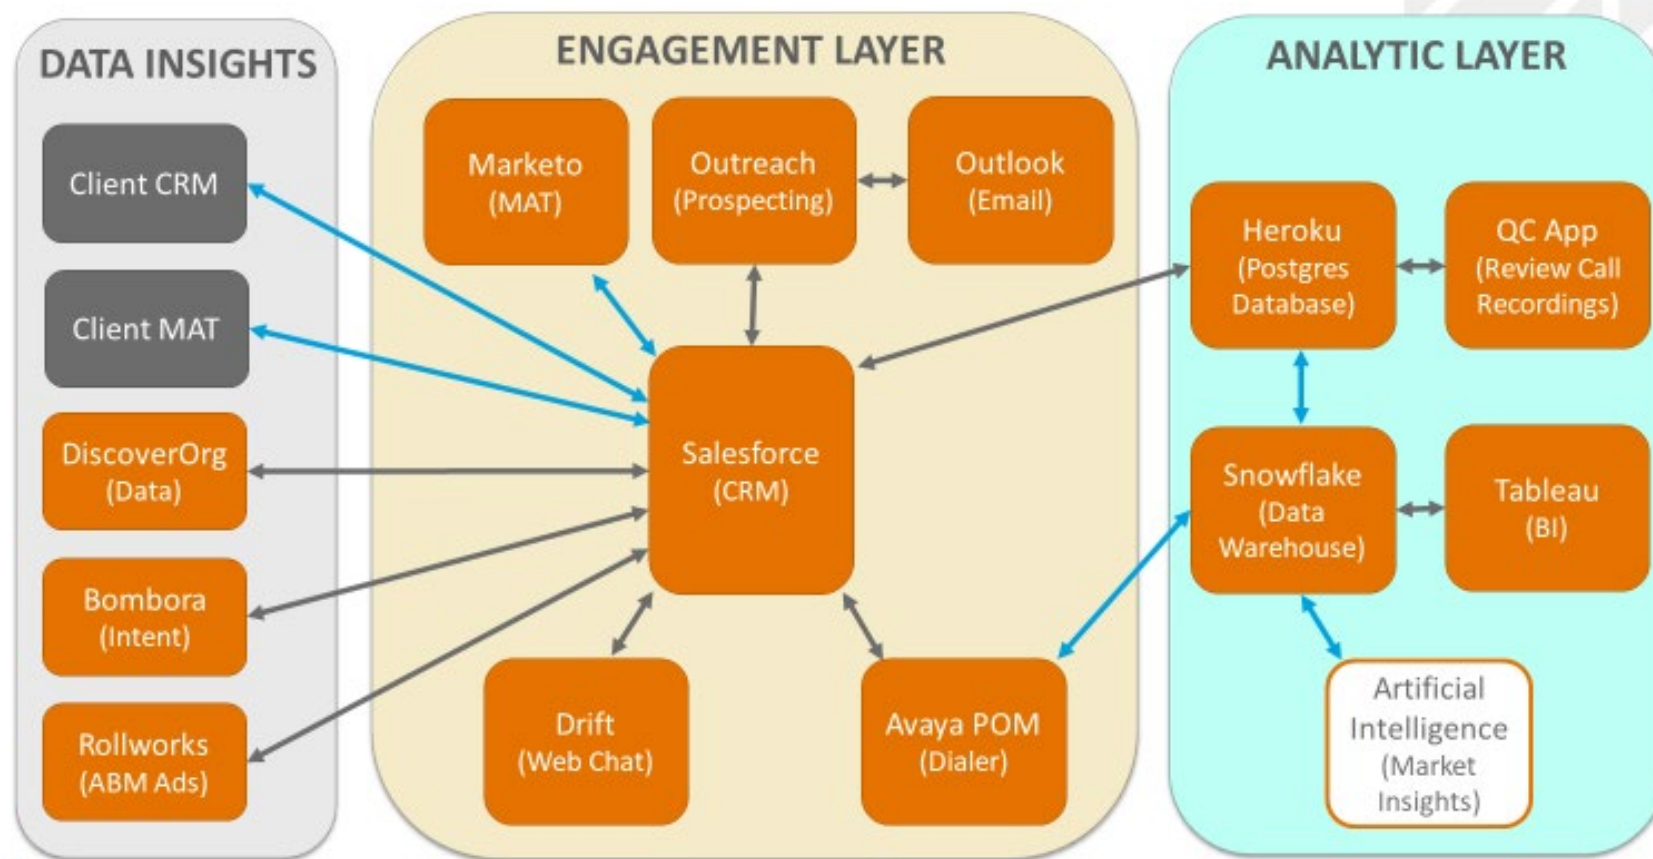 DATA INSIGHTS
Client CRM
Client MAT
DiscoverOrg
(Data)
Bombora
(Intent)
Rollworks
(ABM Ads)
ENGAGEMENT LAYER
Marketo
(MAT)
Outreach
(Prospecting)
Outlook
(Email)
Salesforce
(CRM)
Drift
(Web Chat)
Avaya POM
(Dialer)
ANALYTIC LAYER
Heroku
(Postgres
Database)
QC App
(Review Call
Recordings)
Snowflake
(Data
Warehouse)
Tableau
(BI)
Artificial
Intelligence
(Market
Insights)